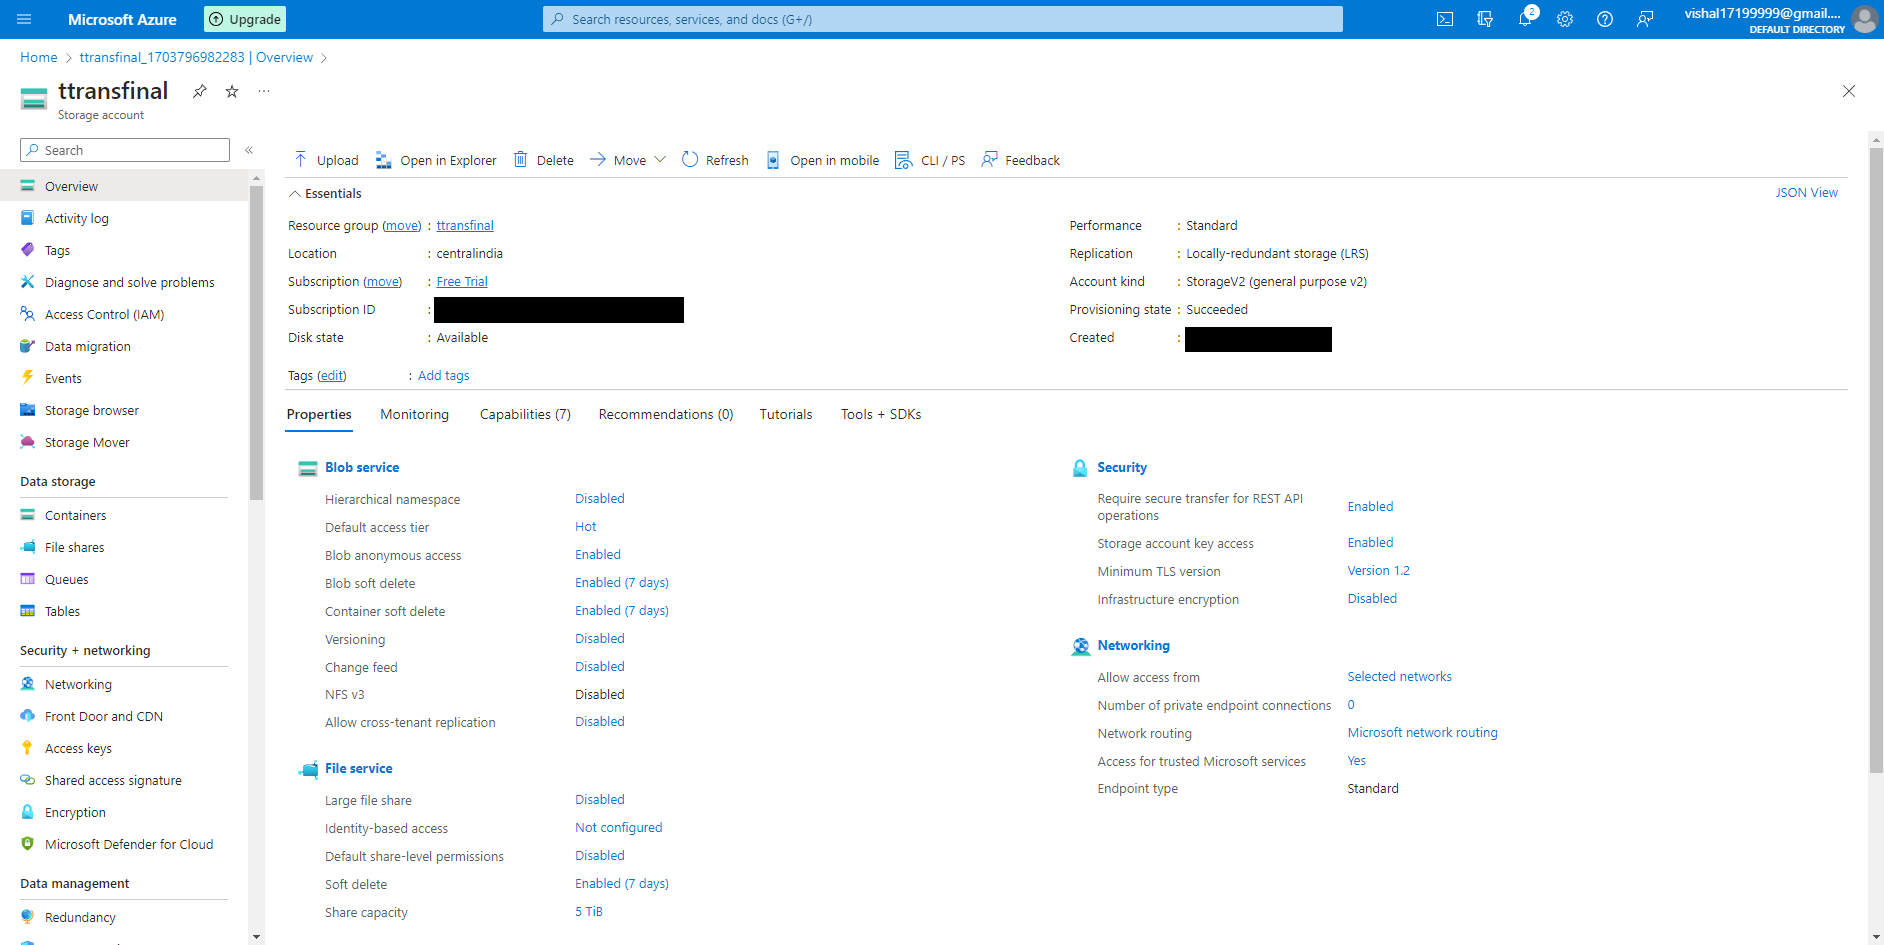 Microsoft Azure
Upgrade
Search resources, services, and docs (G+/)
2
vishal17199999@gmail....
DEFAULT DIRECTORY
Home > ttransfinal_1703796982283 | Overview >
ttransfinal
Storage account
Search
Overview
Activity log
Tags
Diagnose and solve problems
Access Control (IAM)
Data migration
Events
Storage browser
Storage Mover
Data storage
Containers
File shares
Queues
Tables
Security + networking
Networking
Front Door and CDN
Access keys
Shared access signature
Encryption
Microsoft Defender for Cloud
Data management
Redundancy
Upload Open in Explorer Delete Move Refresh Open in mobile CLI / PS Feedback
Essentials
JSON View
Resource group (move) : ttransfinal
Location : centralindia
Subscription (move) : Free Trial
Subscription ID :
Disk state : Available
Tags (edit) : Add tags
Performance : Standard
Replication : Locally-redundant storage (LRS)
Account kind : StorageV2 (general purpose v2)
Provisioning state : Succeeded
Created :
Properties Monitoring Capabilities (7) Recommendations (0) Tutorials Tools + SDKs
Blob service
Hierarchical namespace Disabled
Default access tier Hot
Blob anonymous access Enabled
Blob soft delete Enabled (7 days)
Container soft delete Enabled (7 days)
Versioning Disabled
Change feed Disabled
NFS v3 Disabled
Allow cross-tenant replication Disabled
File service
Large file share Disabled
Identity-based access Not configured
Default share-level permissions Disabled
Soft delete Enabled (7 days)
Share capacity 5 TiB
Security
Require secure transfer for REST API
operations Enabled
Storage account key access Enabled
Minimum TLS version Version 1.2
Infrastructure encryption Disabled
Networking
Allow access from Selected networks
Number of private endpoint connections 0
Network routing Microsoft network routing
Access for trusted Microsoft services Yes
Endpoint type Standard